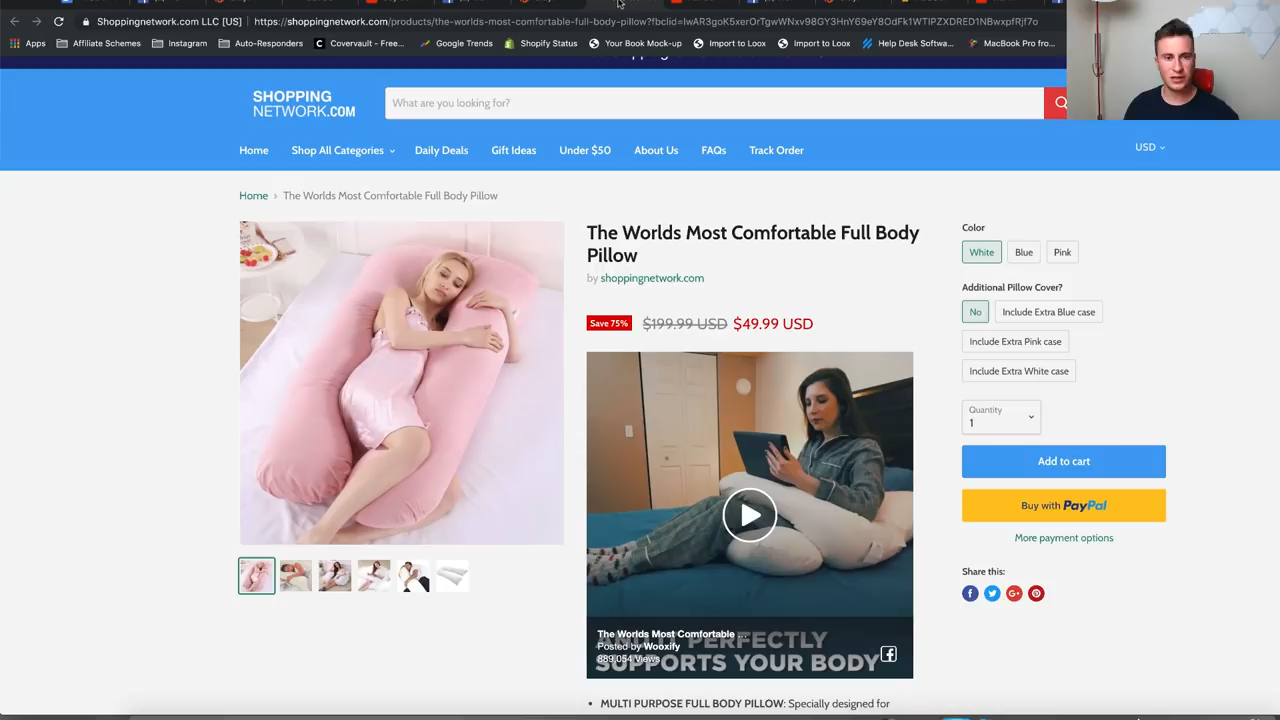 Shoppingnetwork.com LLC [US]
https://shoppingnetwork.com/products/the-worlds-most-comfortable-full-body-pillow?fbclid=IwAR3goK5xerOrTgwWNxv98GY3HnY69eY8OdFk1WTlPZXDRED1NBwxpfRjf7o
Apps
Affiliate Schemes
Instagram
Auto-Responders
Covervault - Free...
Google Trends
Shopify Status
Your Book Mock-up
Import to Loox
Import to Loox
Help Desk Softwa...
MacBook Pro from...
SHOPPING
NETWORK.COM
What are you looking for?
Home
Shop All Categories
Daily Deals
Gift Ideas
Under $50
About Us
FAQs
Track Order
USD
Home › The Worlds Most Comfortable Full Body Pillow
The Worlds Most Comfortable Full Body
Pillow
by shoppingnetwork.com
Save 75% $199.99 USD $49.99 USD
The Worlds Most Comfortable ...
Posted by Wooxify
889,054 Views
PERFECTLY
SUPPORTS YOUR BODY
• MULTI PURPOSE FULL BODY PILLOW: Specially designed for
Color
White
Blue
Pink
Additional Pillow Cover?
No
Include Extra Blue case
Include Extra Pink case
Include Extra White case
Quantity
1
Add to cart
Buy with PayPal
More payment options
Share this: